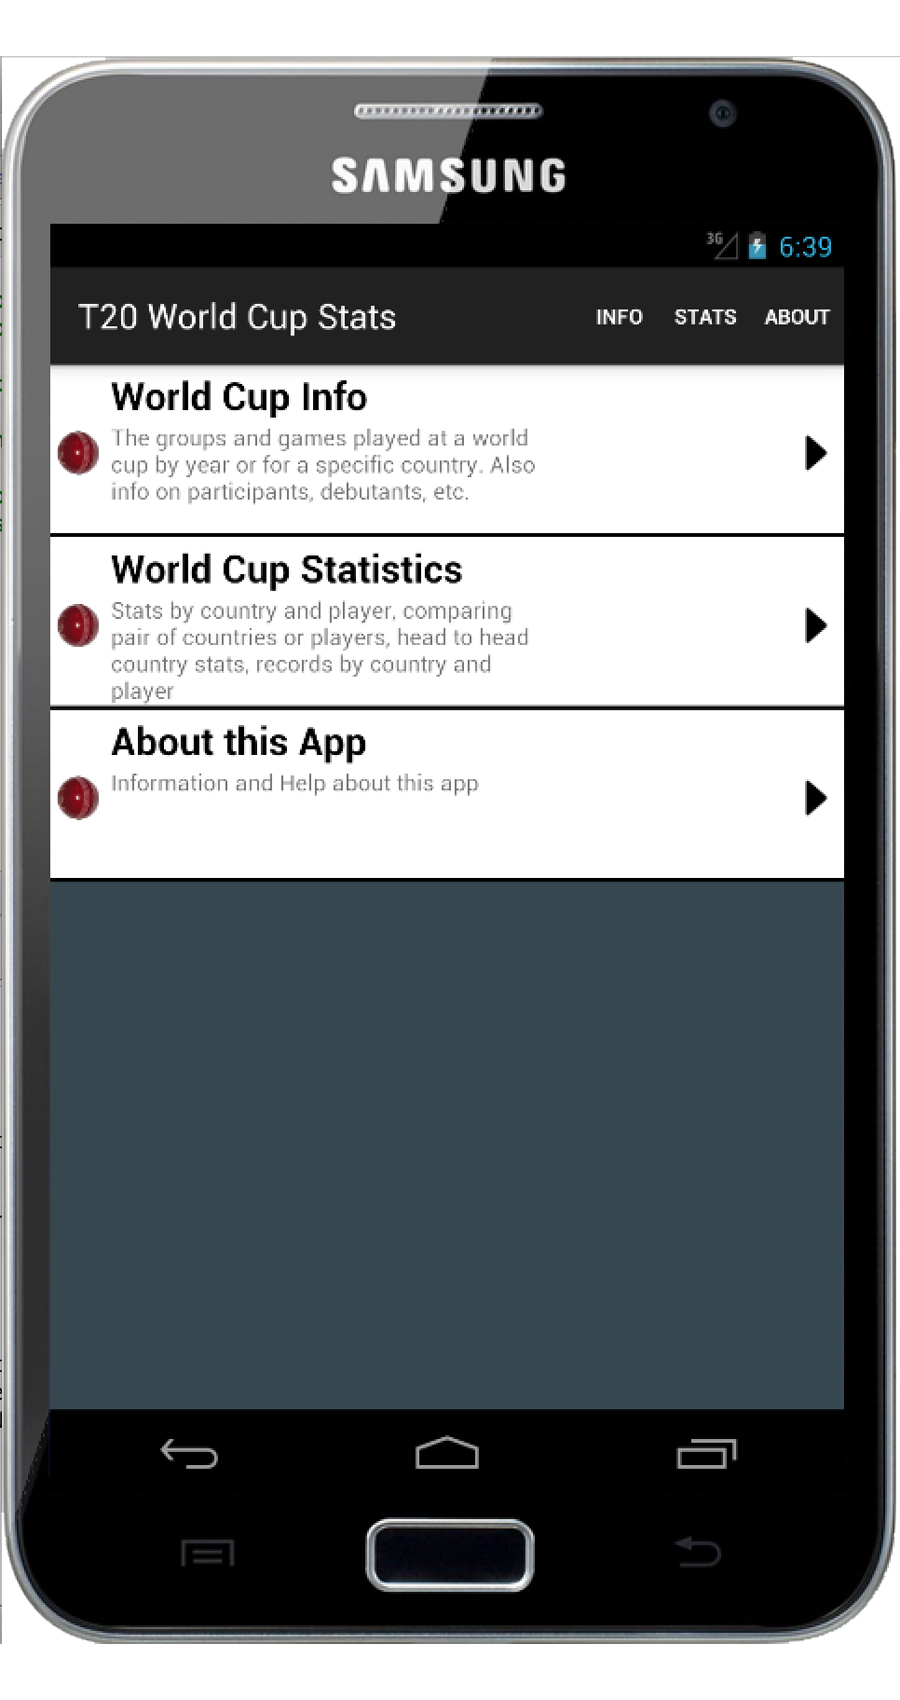 SAMSUNG
3G 6:39
T20 World Cup Stats INFO STATS ABOUT
World Cup Info
The groups and games played at a world
cup by year or for a specific country. Also
info on participants, debutants, etc.
World Cup Statistics
Stats by country and player, comparing
pair of countries or players, head to head
country stats, records by country and
player
About this App
Information and Help about this app